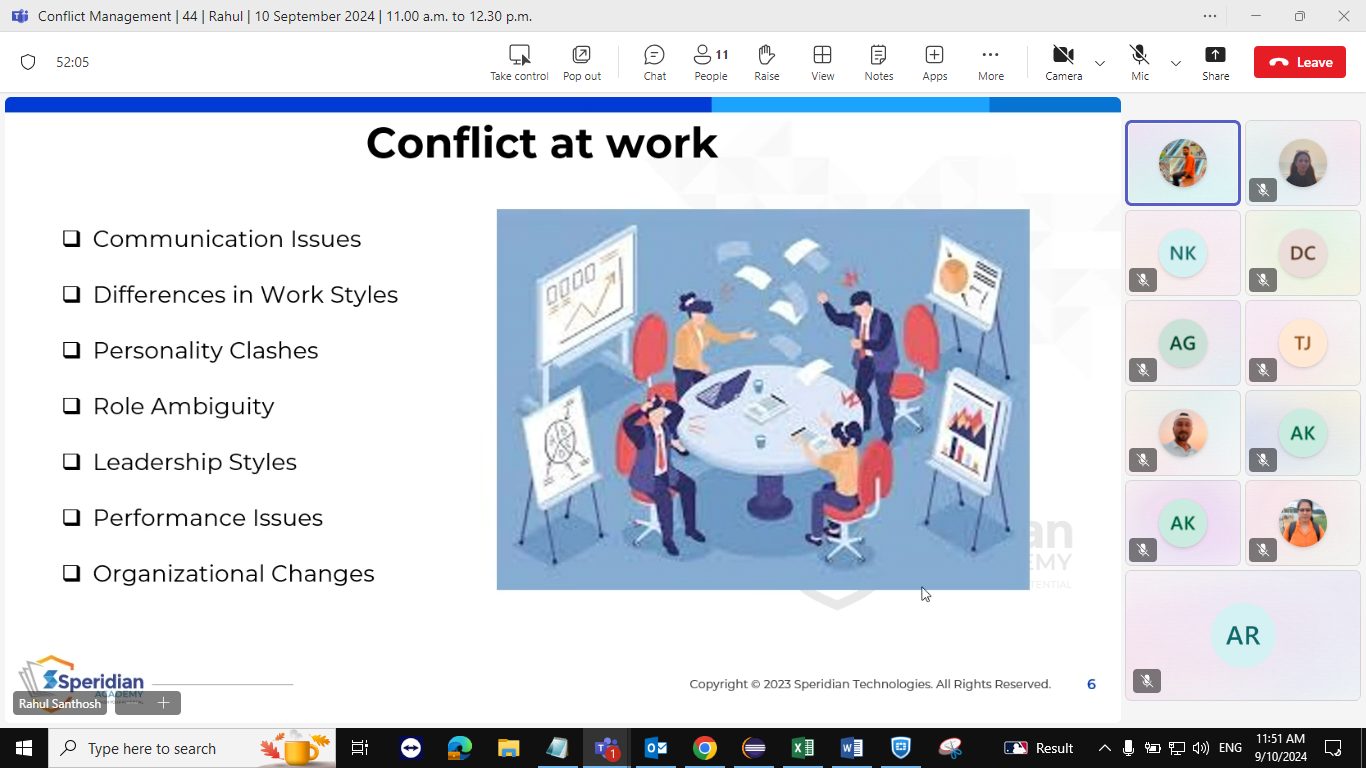 Conflict Management | 44 | Rahul | 10 September 2024 | 11.00 a.m. to 12.30 p.m.
52:05
Take control
Pop out
Chat
11
People
Raise
View
Notes
Apps
More
Camera
Mic
Share
Leave
Conflict at work
Communication Issues
Differences in Work Styles
Personality Clashes
Role Ambiguity
Leadership Styles
Performance Issues
Organizational Changes
NK
DC
AG
TJ
AK
AK
AR
Speridian
ACADEMY
Rahul Santhosh
Copyright © 2023 Speridian Technologies. All Rights Reserved.
6
Type here to search
1
Result
ENG
11:51 AM
9/10/2024